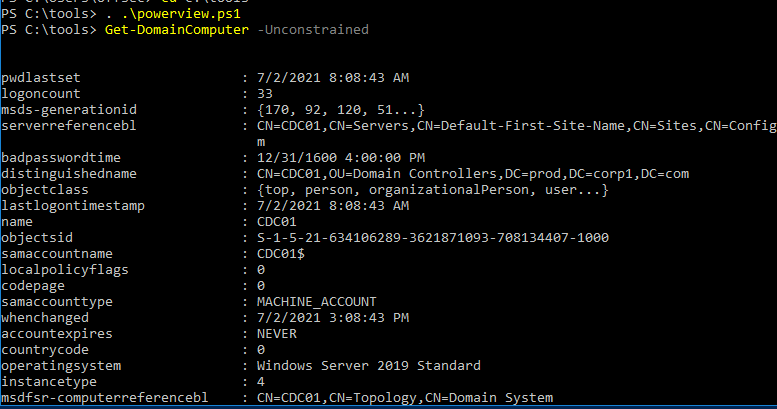 PS C:\tools> . .\powerview.ps1
PS C:\tools> Get-DomainComputer -Unconstrained
pwdlastset : 7/2/2021 8:08:43 AM
logoncount : 33
msds-generationid : {170, 92, 120, 51...}
serverreferencebl : CN=CDC01,CN=Servers,CN=Default-First-Site-Name,CN=Sites,CN=Config
m
badpasswordtime : 12/31/1600 4:00:00 PM
distinguishedname : CN=CDC01,OU=Domain Controllers,DC=prod,DC=corp1,DC=com
objectclass : {top, person, organizationalPerson, user...}
lastlogontimestamp : 7/2/2021 8:08:43 AM
name : CDC01
objectsid : S-1-5-21-634106289-3621871093-708134407-1000
samaccountname : CDC01$
localpolicyflags : 0
codepage : 0
samaccounttype : MACHINE_ACCOUNT
whenchanged : 7/2/2021 3:08:43 PM
accountexpires : NEVER
countrycode : 0
operatingsystem : Windows Server 2019 Standard
instancetype : 4
msdfsr-computerreferencebl : CN=CDC01,CN=Topology,CN=Domain System